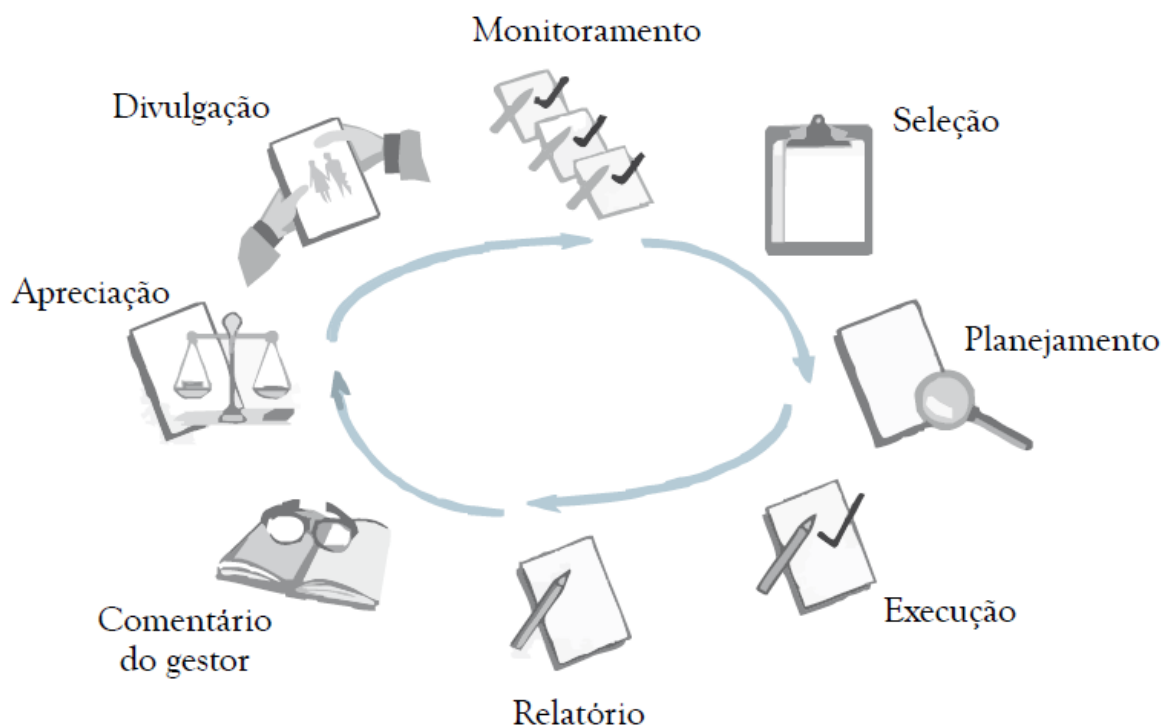 Monitoramento
Divulgação
Seleção
Apreciação
Planejamento
Comentário
do gestor
Execução
Relatório